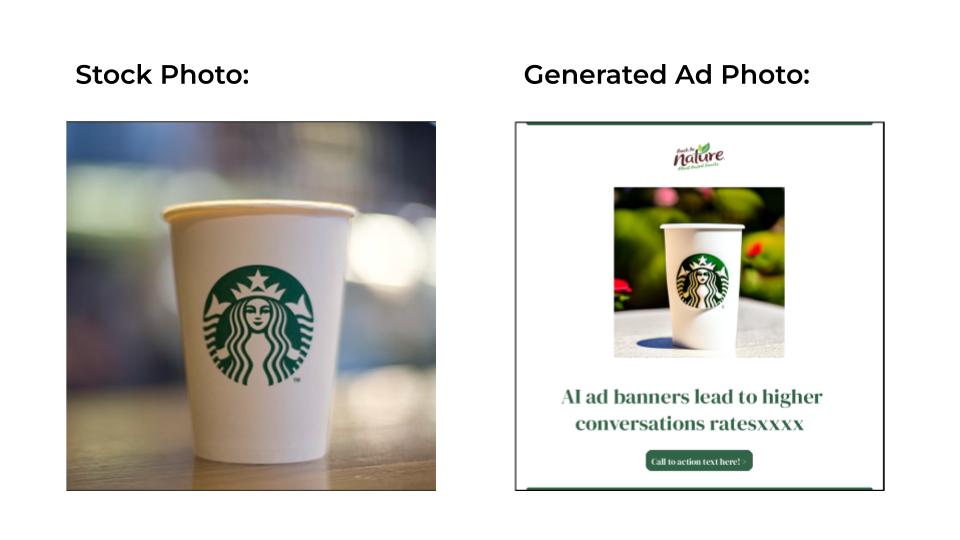 Stock Photo:
Generated Ad Photo:
Back to
nature
TM
AI ad banners lead to higher
conversations ratesxxxx
Call to action text here! >